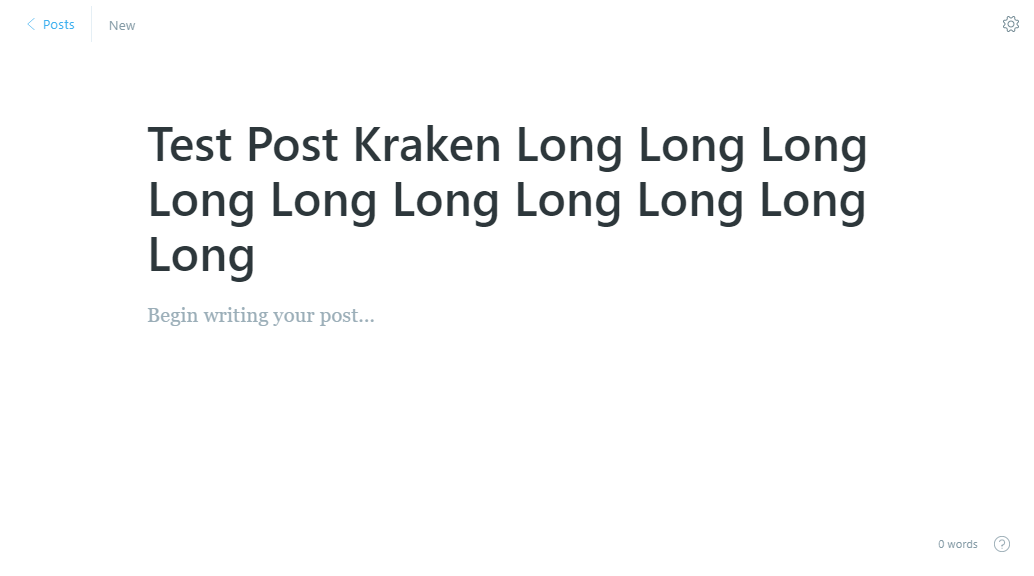 Posts
New
Test Post Kraken Long Long Long
Long Long Long Long Long Long
Long
Begin writing your post...
0 words
?